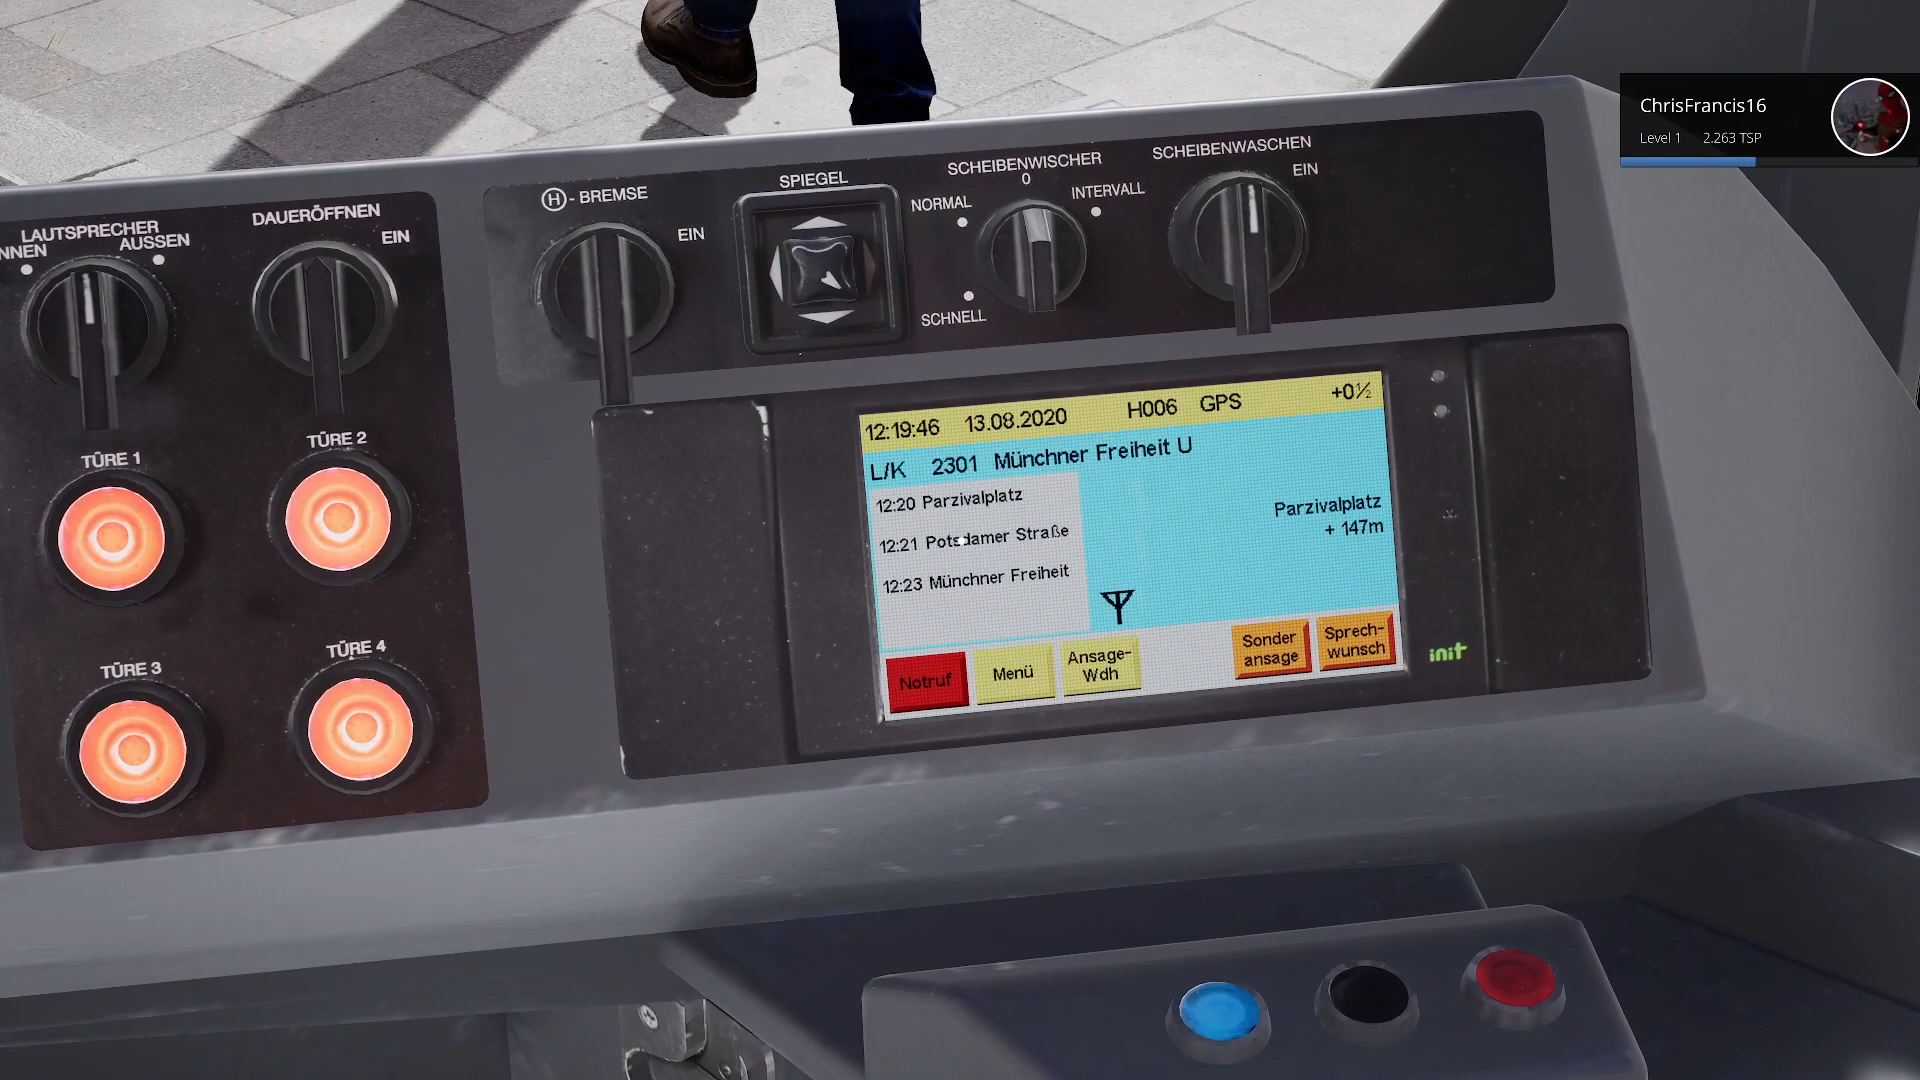 ChrisFrancis16
Level 1 2.263 TSP
LAUTSPRECHER
AUSSEN
DAUERÖFFNEN
EIN
H - BREMSE
EIN
SPIEGEL
SCHEIBENWISCHER
0
NORMAL
INTERVALL
SCHNELL
SCHEIBENWASCHEN
EIN
TÜRE 1
TÜRE 2
TÜRE 3
TÜRE 4
12:19:46 13.08.2020 H006 GPS +0½
L/K 2301 Münchner Freiheit U
12:20 Parzivalplatz
12:21 Potsdamer Straße
12:23 Münchner Freiheit
Parzivalplatz
+ 147m
Notruf
Menü
Ansage-
Wdh
Sonder
ansage
Sprech-
wunsch
init